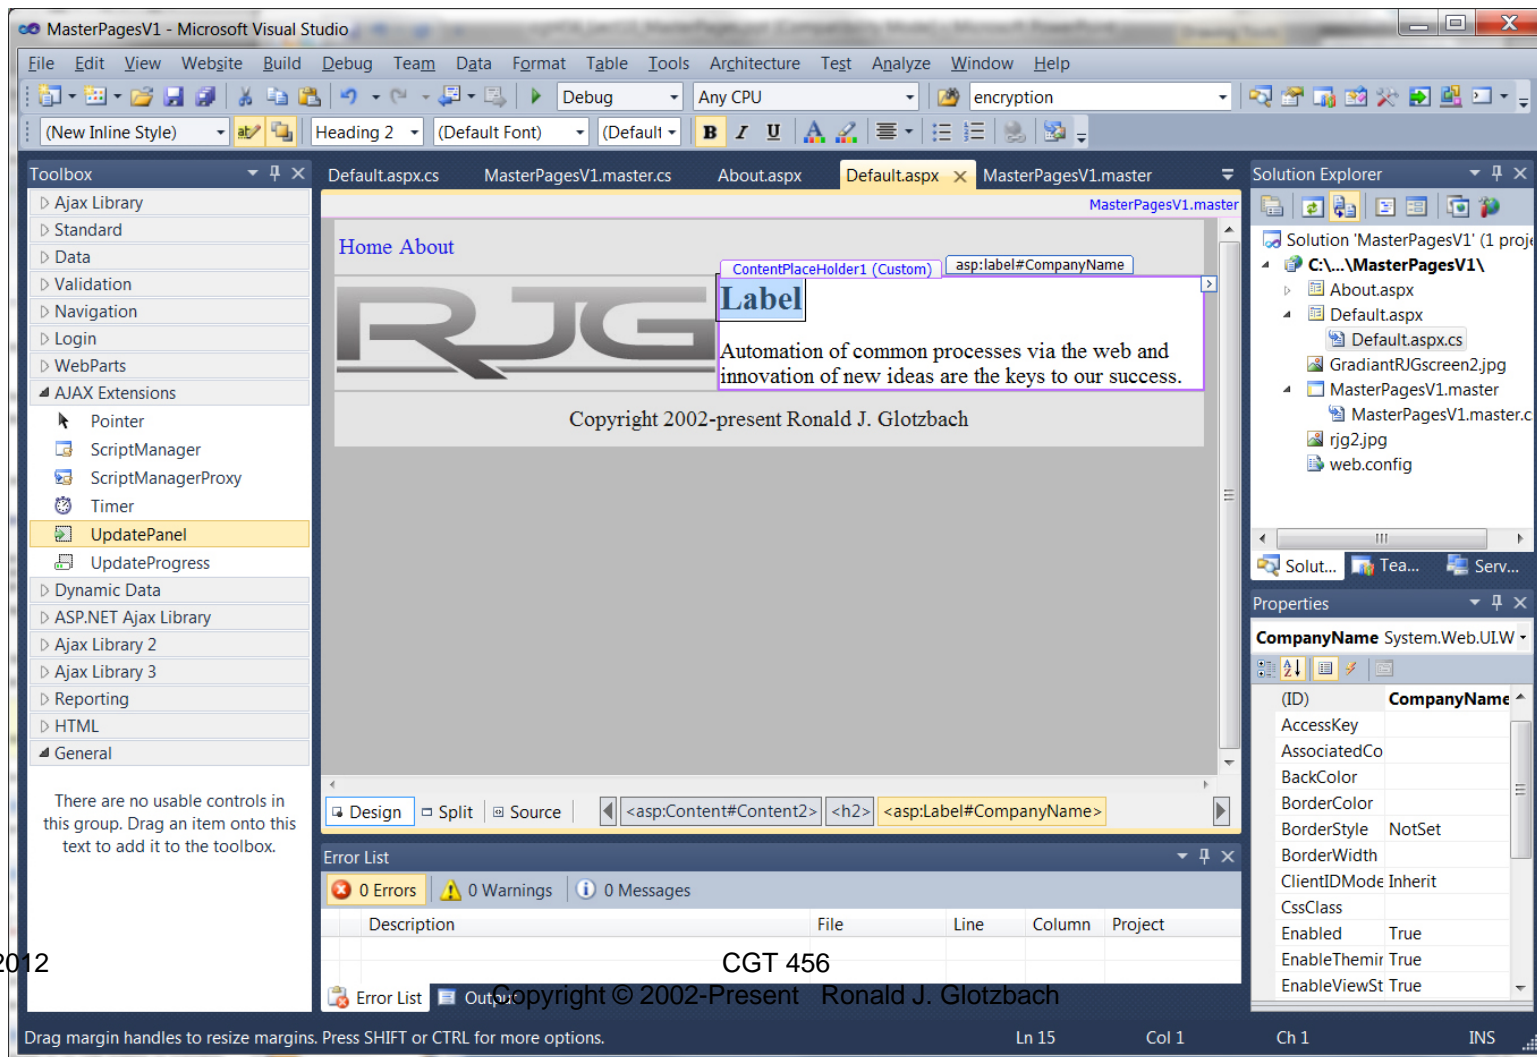 MasterPagesV1 - Microsoft Visual Studio
File Edit View Website Build Debug Team Data Format Table Tools Architecture Test Analyze Window Help
Debug Any CPU encryption
(New Inline Style) Heading 2 (Default Font) (Default B I U A
Toolbox
Ajax Library
Standard
Data
Validation
Navigation
Login
WebParts
AJAX Extensions
Pointer
ScriptManager
ScriptManagerProxy
Timer
UpdatePanel
UpdateProgress
Dynamic Data
ASP.NET Ajax Library
Ajax Library 2
Ajax Library 3
Reporting
HTML
General
There are no usable controls in
this group. Drag an item onto this
text to add it to the toolbox.
Default.aspx.cs MasterPagesV1.master.cs About.aspx Default.aspx MasterPagesV1.master
MasterPagesV1.master
Home About
ContentPlaceHolder1 (Custom) asp:label#CompanyName
RJG
Label
Automation of common processes via the web and
innovation of new ideas are the keys to our success.
Copyright 2002-present Ronald J. Glotzbach
Design Split Source <asp:Content#Content2> <h2> <asp:Label#CompanyName>
Error List
0 Errors 0 Warnings 0 Messages
Description File Line Column Project
2012 CGT 456
Error List Output
Copyright © 2002-Present Ronald J. Glotzbach
Solution Explorer
Solution 'MasterPagesV1' (1 proje
C:\...\MasterPagesV1\
About.aspx
Default.aspx
Default.aspx.cs
GradiantRJGscreen2.jpg
MasterPagesV1.master
MasterPagesV1.master.c
rjg2.jpg
web.config
Solut... Tea... Serv...
Properties
CompanyName System.Web.UI.W
(ID) CompanyName
AccessKey
AssociatedCo
BackColor
BorderColor
BorderStyle NotSet
BorderWidth
ClientIDMode Inherit
CssClass
Enabled True
EnableThemin True
EnableViewSt True
Drag margin handles to resize margins. Press SHIFT or CTRL for more options. Ln 15 Col 1 Ch 1 INS